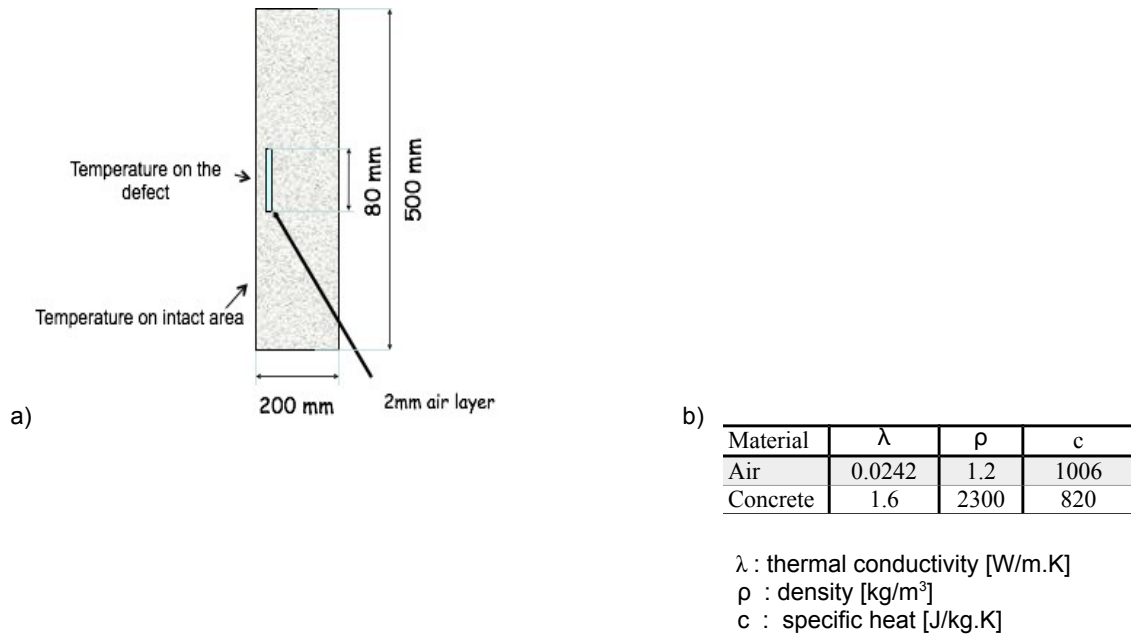 Temperature on the
defect
80 mm
500 mm
Temperature on intact area
200 mm
2mm air layer
a)
b)
Material λ ρ c
Air 0.0242 1.2 1006
Concrete 1.6 2300 820
λ : thermal conductivity [W/m.K]
ρ : density [kg/m³]
c : specific heat [J/kg.K]